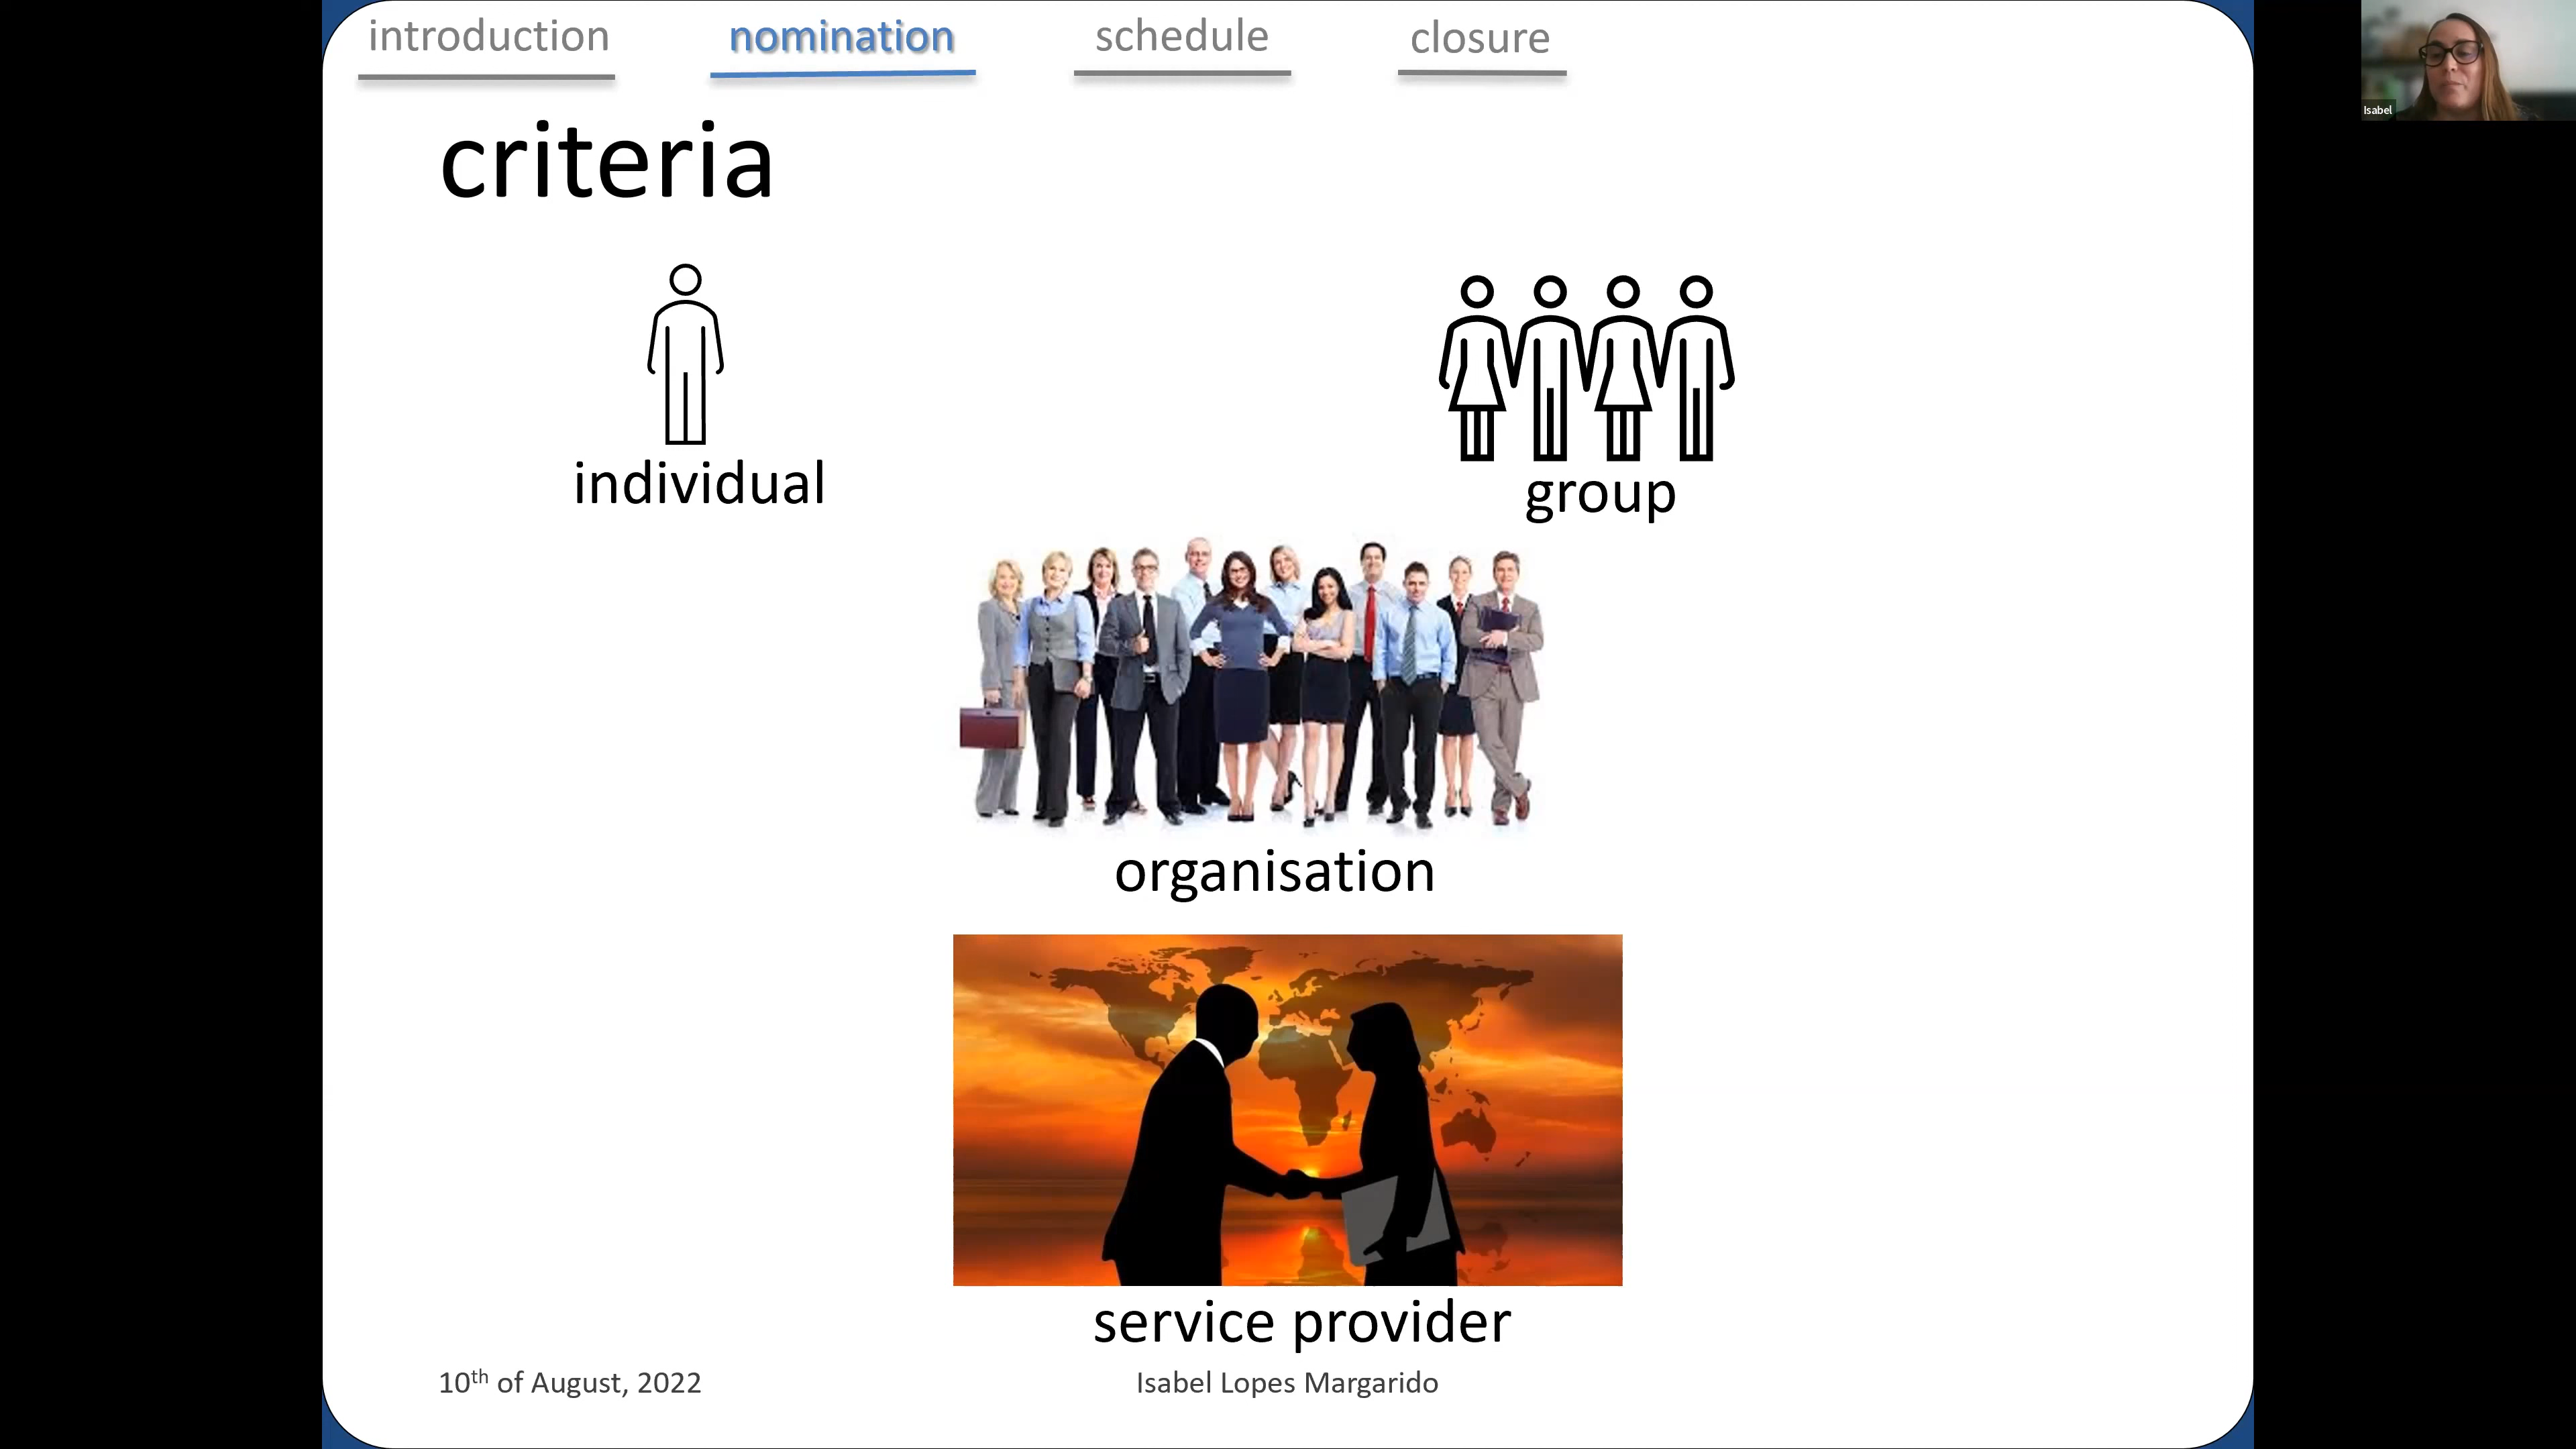 introduction nomination schedule closure
Isabel
criteria
individual
group
organisation
service provider
10th of August, 2022
Isabel Lopes Margarido